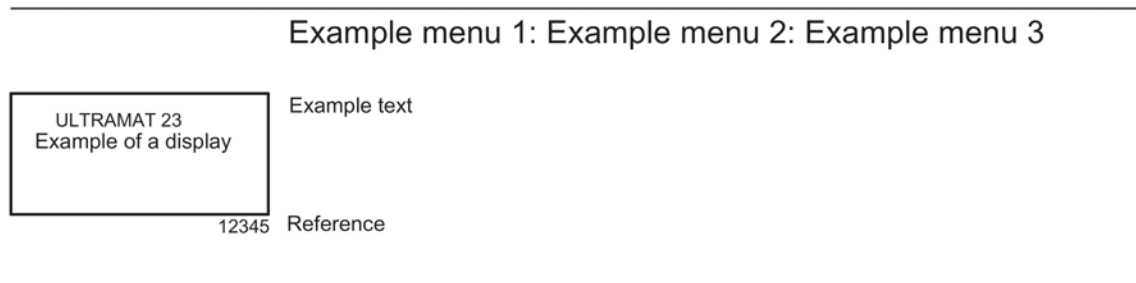 Example menu 1: Example menu 2: Example menu 3
ULTRAMAT 23
Example of a display
Example text
12345
Reference